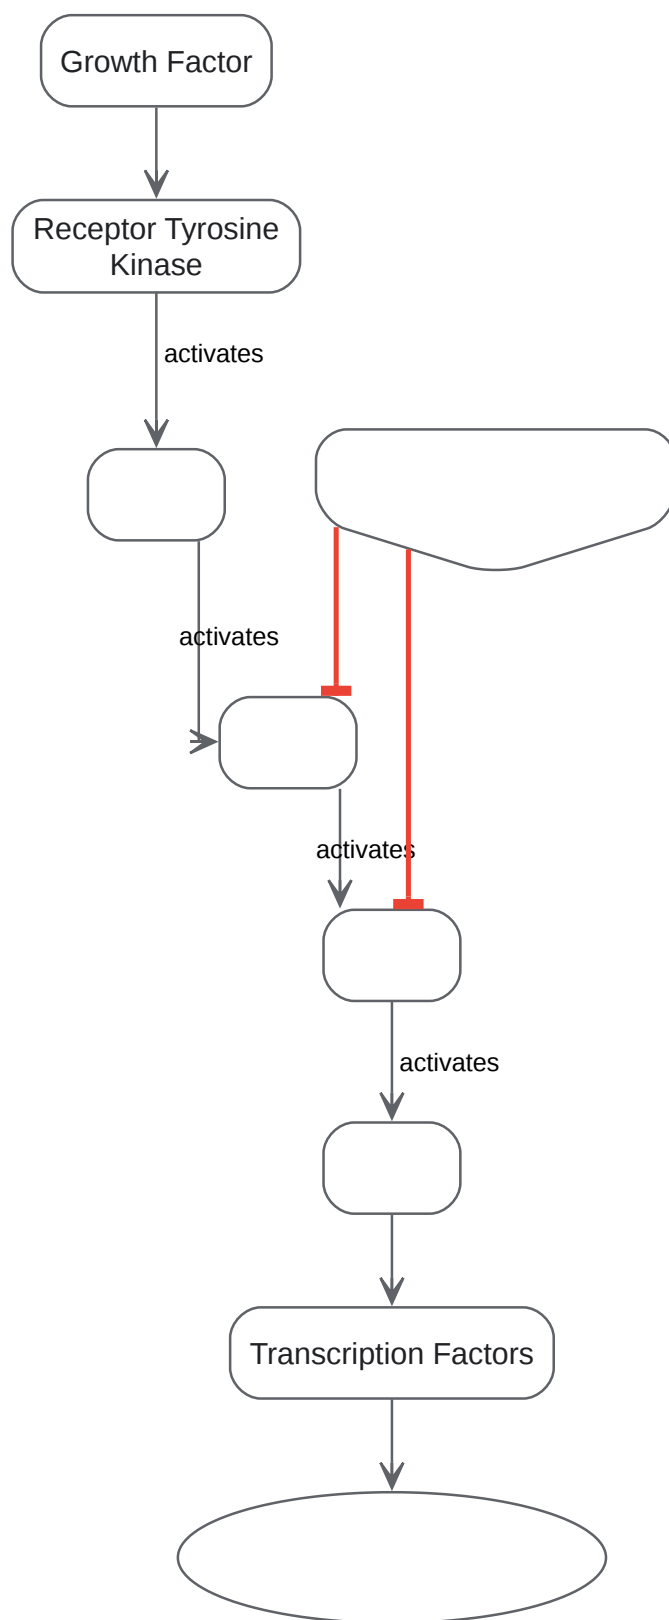 Growth Factor
Receptor Tyrosine
Kinase
activates
activates
activates
activates
Transcription Factors